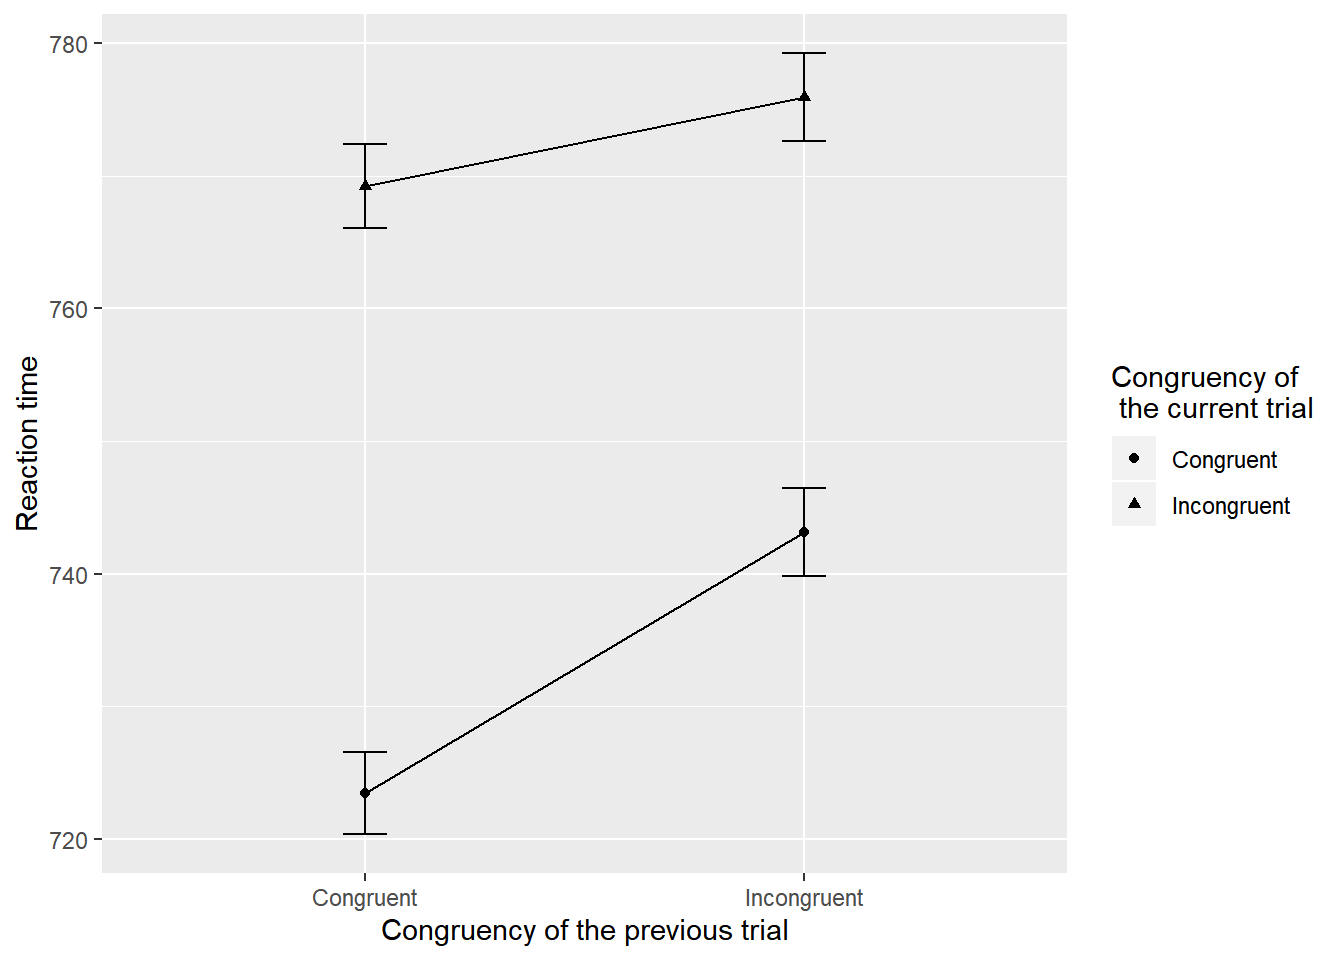 780
760
740
720
Reaction time
Congruent
Incongruent
Congruency of the previous trial
Congruency of
the current trial
Congruent
Incongruent